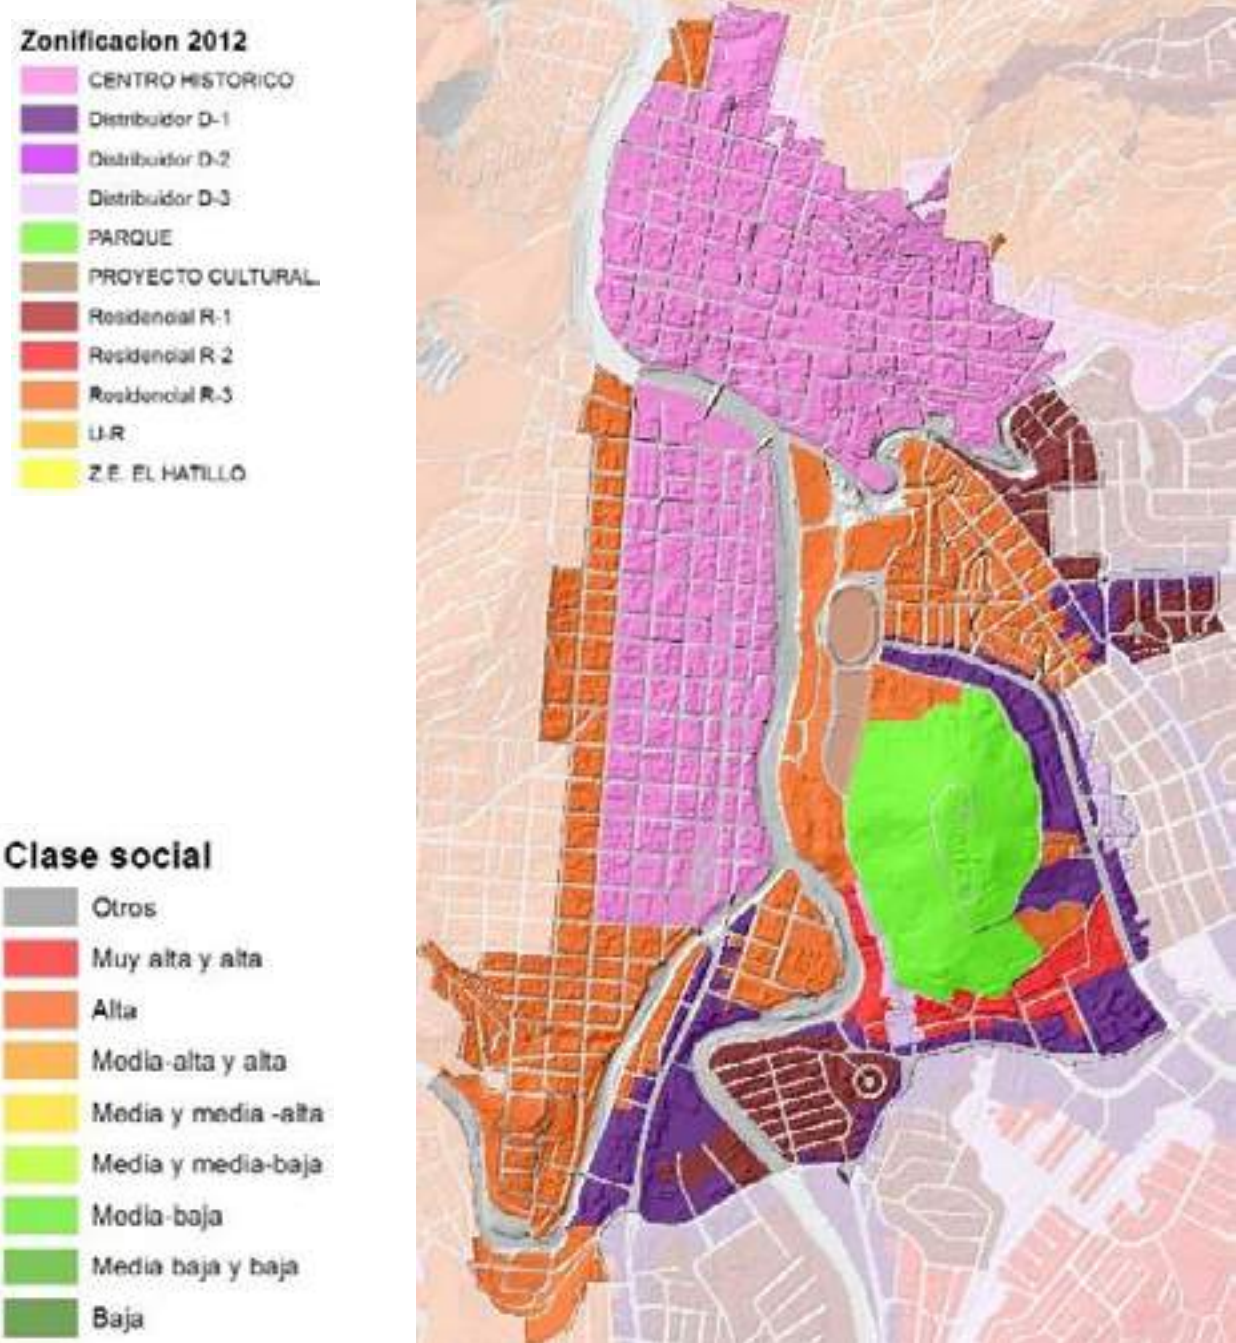 Zonificacion 2012
CENTRO HISTORICO
Distribuidor D-1
Distribuidor D-2
Distribuidor D-3
PARQUE
PROYECTO CULTURAL.
Residencial R-1
Residencial R-2
Residencial R-3
U-R
Z.E. EL HATILLO
Clase social
Otros
Muy alta y alta
Alta
Media-alta y alta
Media y media -alta
Media y media-baja
Media-baja
Media baja y baja
Baja